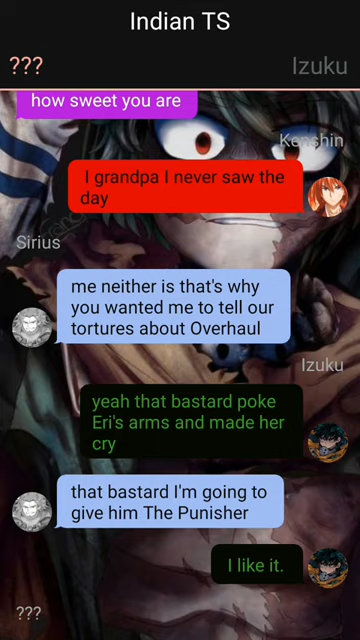 Indian TS
???
Izuku
how sweet you are
Kenshin
I grandpa I never saw the
day
Sirius
me neither is that's why
you wanted me to tell our
tortures about Overhaul
Izuku
yeah that bastard poke
Eri's arms and made her
cry
that bastard I'm going to
give him The Punisher
I like it.
???